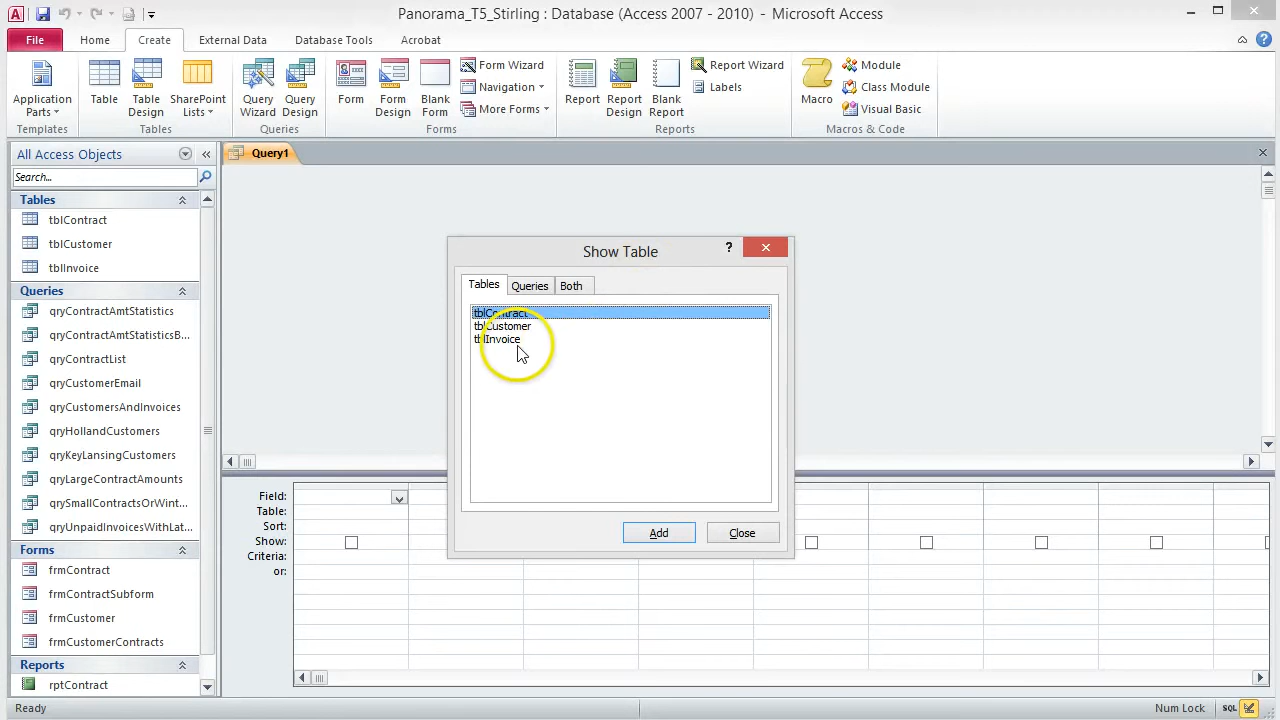 Panorama_T5_Stirling : Database (Access 2007 - 2010) - Microsoft Access
File Home Create External Data Database Tools Acrobat
Application Parts
Templates
Table
Table Design
SharePoint Lists
Tables
Query Wizard
Query Design
Queries
Form
Form Design
Blank Form
Form Wizard
Navigation
More Forms
Forms
Report
Report Design
Blank Report
Report Wizard
Labels
Reports
Macro
Module
Class Module
Visual Basic
Macros & Code
All Access Objects
Search...
Tables
tblContract
tblCustomer
tblInvoice
Queries
qryContractAmtStatistics
qryContractAmtStatisticsB...
qryContractList
qryCustomerEmail
qryCustomersAndInvoices
qryHollandCustomers
qryKeyLansingCustomers
qryLargeContractAmounts
qrySmallContractsOrWint...
qryUnpaidInvoicesWithLat...
Forms
frmContract
frmContractSubform
frmCustomer
frmCustomerContracts
Reports
rptContract
Query1
Show Table
?
Tables Queries Both
tblContract
tblCustomer
tblInvoice
Add Close
Field:
Table:
Sort:
Show:
Criteria:
or:
Ready
Num Lock
SQL